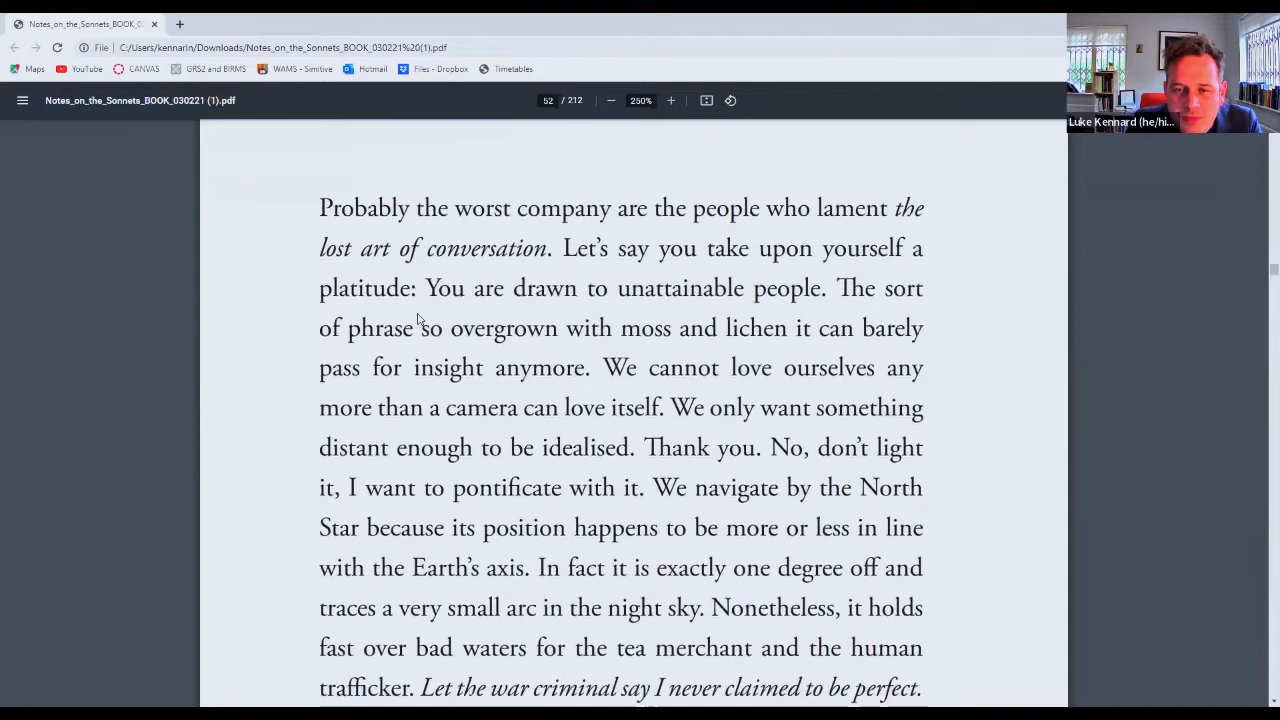 Notes_on_the_Sonnets_BOOK_03
File
C:/Users/kennarln/Downloads/Notes_on_the_Sonnets_BOOK_030221%20(1).pdf
Maps YouTube CANVAS GRS2 and BIRMS WAMS - Simitive Hotmail Files - Dropbox Timetables
Notes_on_the_Sonnets_BOOK_030221 (1).pdf 52 / 212 250%
Luke Kennard (he/hi...
Probably the worst company are the people who lament the
lost art of conversation. Let's say you take upon yourself a
platitude: You are drawn to unattainable people. The sort
of phrase so overgrown with moss and lichen it can barely
pass for insight anymore. We cannot love ourselves any
more than a camera can love itself. We only want something
distant enough to be idealised. Thank you. No, don't light
it, I want to pontificate with it. We navigate by the North
Star because its position happens to be more or less in line
with the Earth's axis. In fact it is exactly one degree off and
traces a very small arc in the night sky. Nonetheless, it holds
fast over bad waters for the tea merchant and the human
trafficker. Let the war criminal say I never claimed to be perfect.